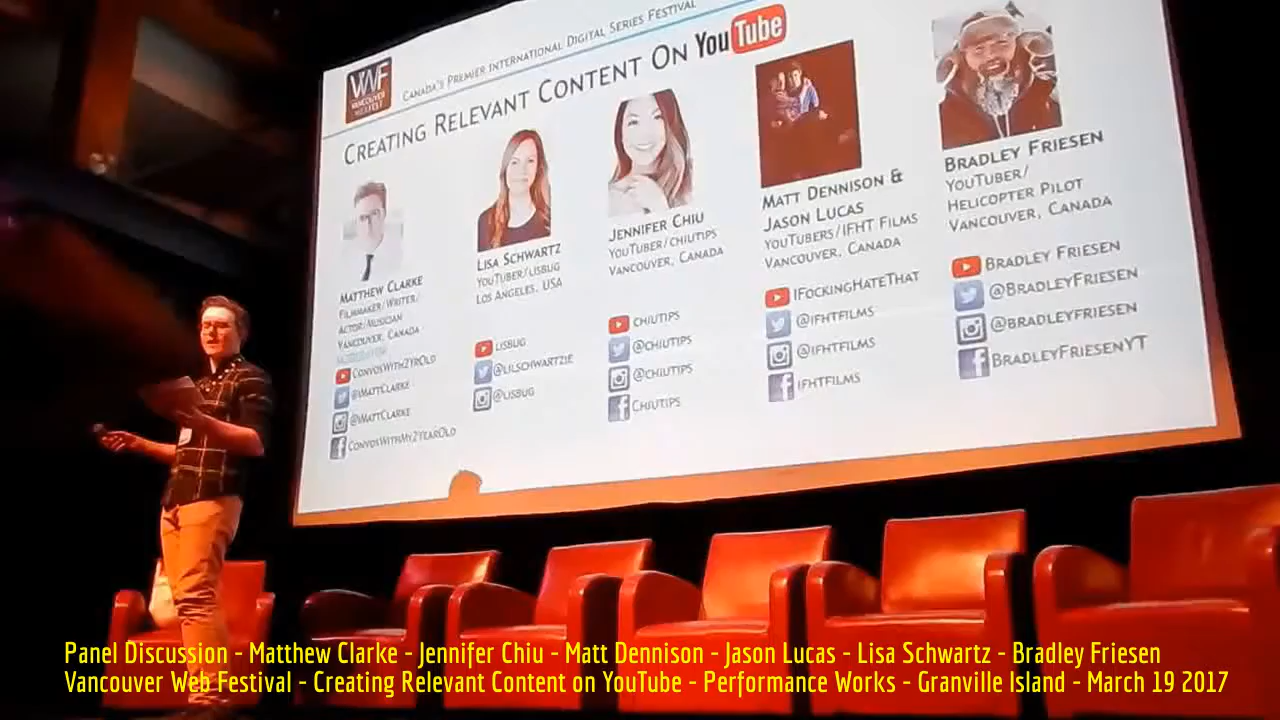 VWF
VANCOUVER
WEB FEST
CANADA'S PREMIER INTERNATIONAL DIGITAL SERIES FESTIVAL
CREATING RELEVANT CONTENT ON YouTube
MATTHEW CLARKE
FILMMAKER/WRITER/
ACTOR/MUSICIAN
VANCOUVER, CANADA
CONVOSWITH2YROLD
@MATTCLARKE
@MATTCLARKE
CONVOSWITHMY2YEAROLD
LISA SCHWARTZ
YOUTUBER/LISBUG
LOS ANGELES, USA
LISBUG
@LILSCHWARTZIE
@LISBUG
JENNIFER CHIU
YOUTUBER/CHIUTIPS
VANCOUVER, CANADA
CHIUTIPS
@CHIUTIPS
@CHIUTIPS
CHIUTIPS
MATT DENNISON &
JASON LUCAS
YOUTUBERS/IFHT FILMS
VANCOUVER, CANADA
IFOCKINGHATETHAT
@IFHTFILMS
@IFHTFILMS
IFHTFILMS
BRADLEY FRIESEN
YOUTUBER/
HELICOPTER PILOT
VANCOUVER, CANADA
BRADLEY FRIESEN
@BRADLEYFRIESEN
@BRADLEYFRIESEN
BRADLEYFRIESENYT
Panel Discussion - Matthew Clarke - Jennifer Chiu - Matt Dennison - Jason Lucas - Lisa Schwartz - Bradley Friesen
Vancouver Web Festival - Creating Relevant Content on YouTube - Performance Works - Granville Island - March 19 2017